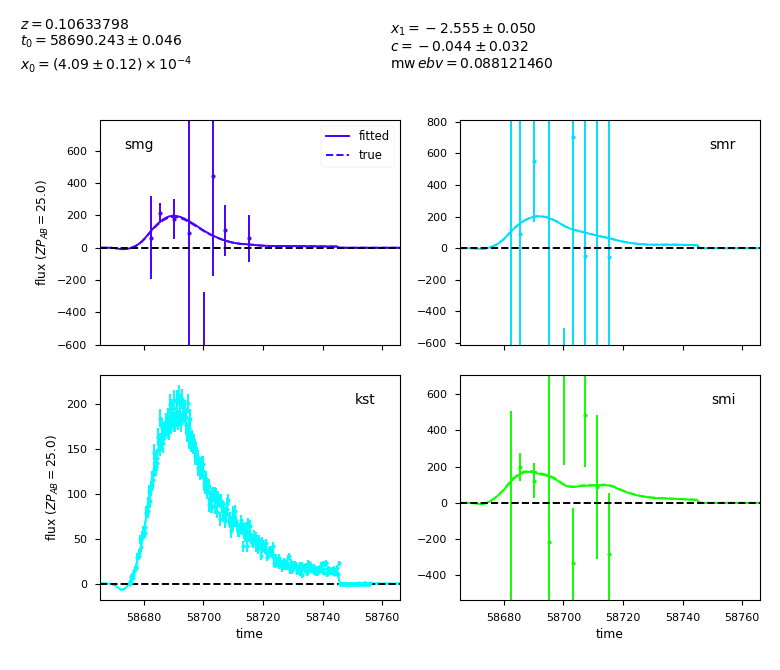 z = 0.10633798
t0 = 58690.243 ± 0.046
x0 = (4.09 ± 0.12) × 10⁻⁴
x1 = −2.555 ± 0.050
c = −0.044 ± 0.032
mw ebv = 0.088121460
smg
fitted
true
600
400
200
0
−200
−400
−600
flux (ZP_AB = 25.0)
smr
800
600
400
200
0
−200
−400
−600
kst
200
150
100
50
0
flux (ZP_AB = 25.0)
58680 58700 58720 58740 58760
time
smi
600
400
200
0
−200
−400
58680 58700 58720 58740 58760
time